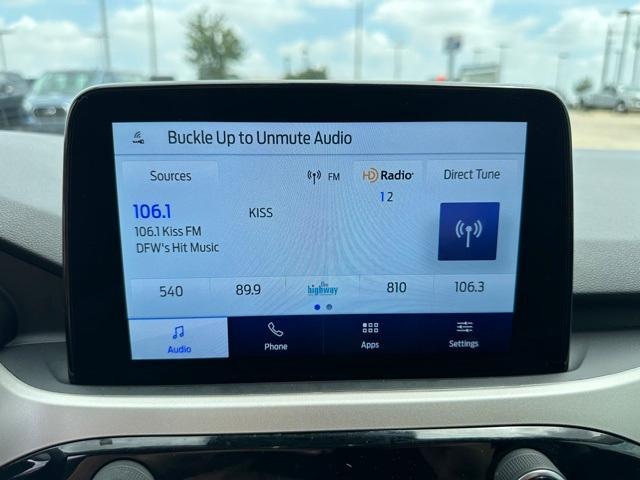 Buckle Up to Unmute Audio
Sources
FM
HD Radio
Direct Tune
1 2
106.1
KISS
106.1 Kiss FM
DFW's Hit Music
540
89.9
the highway
810
106.3
Audio
Phone
Apps
Settings